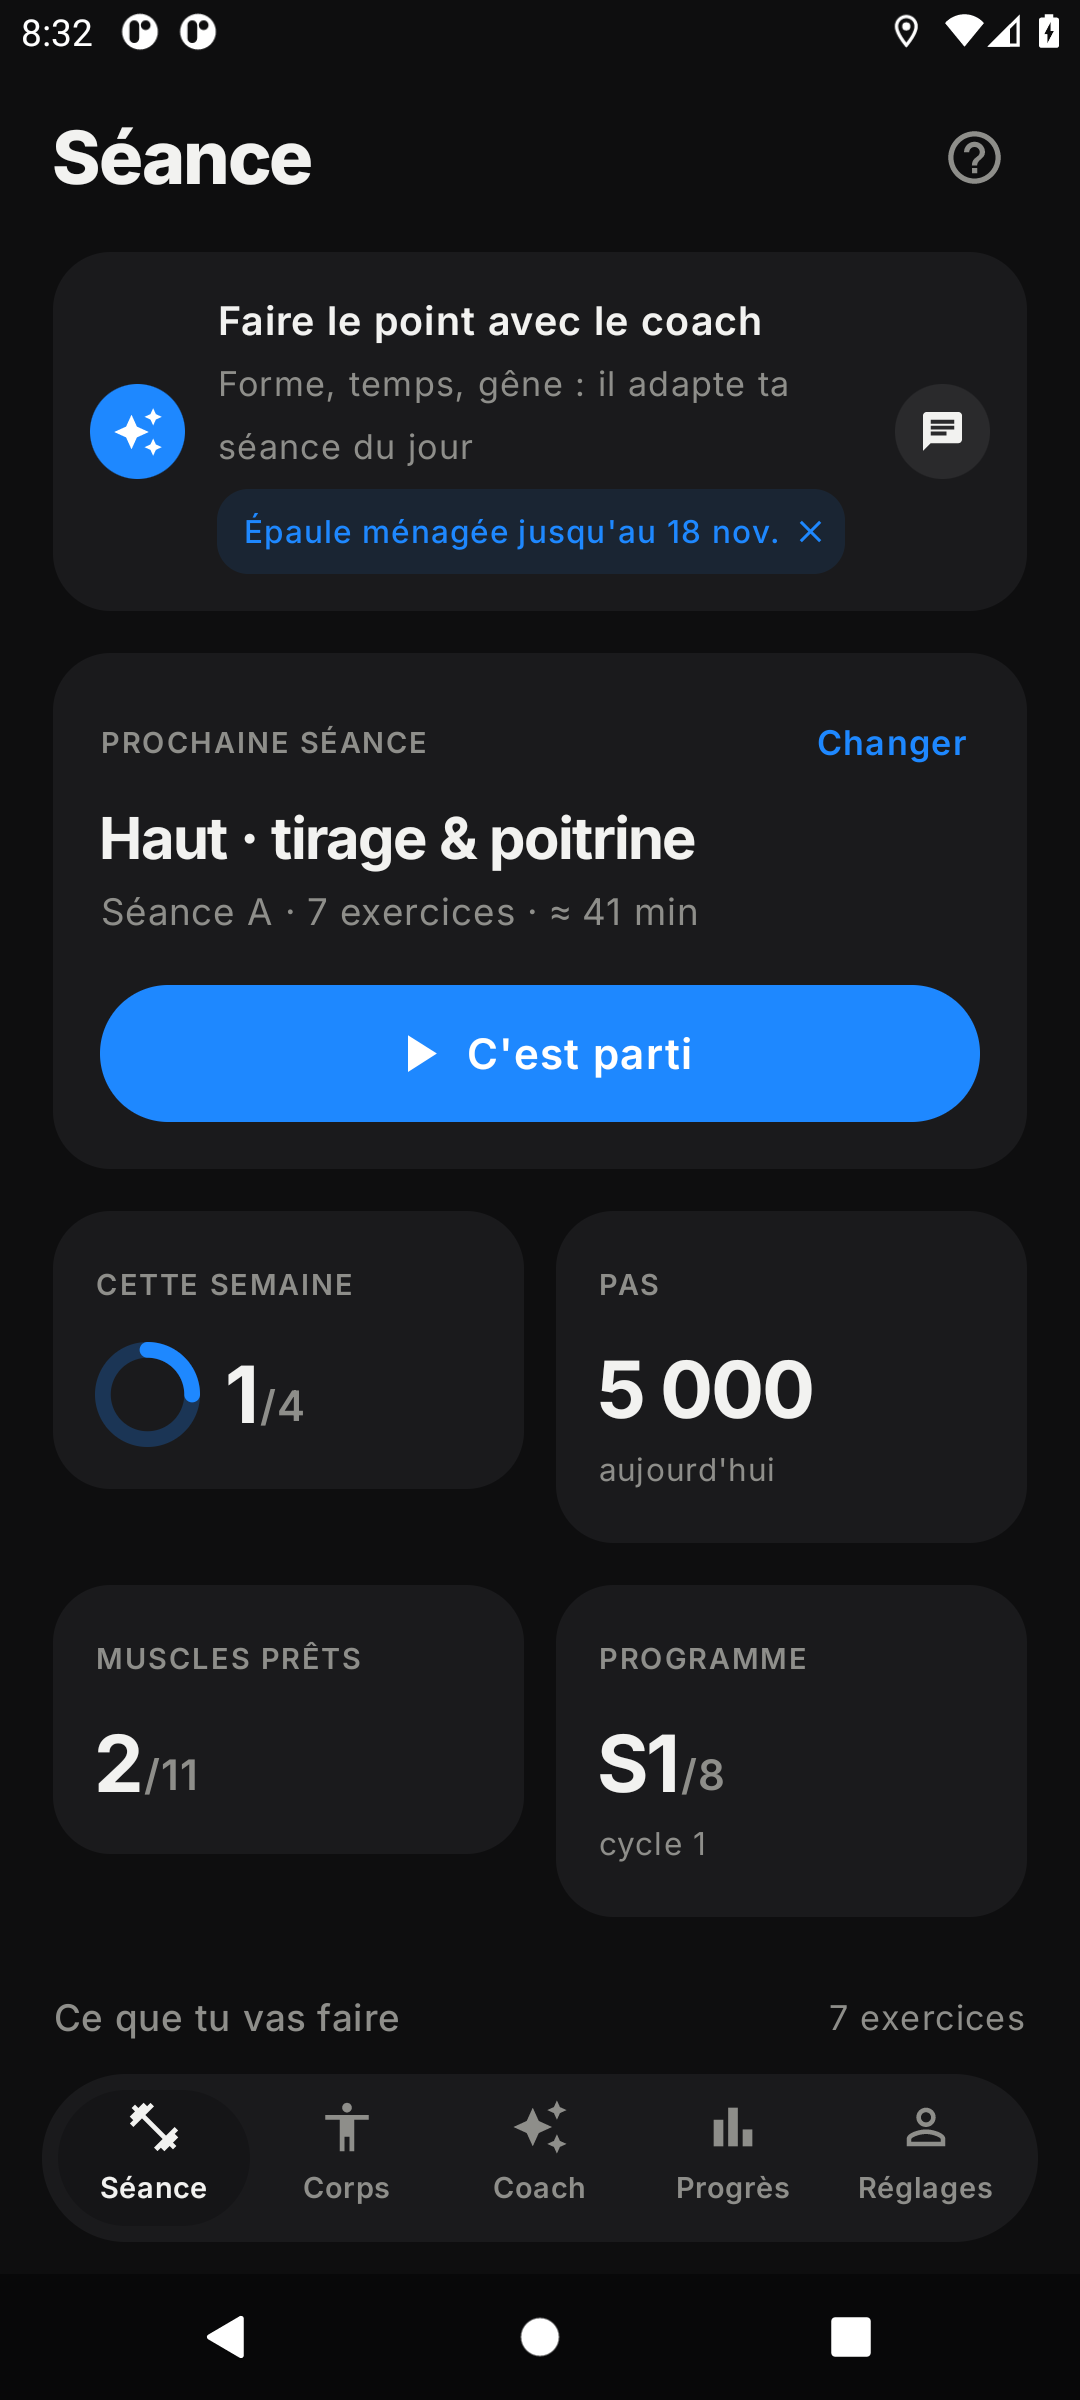 8:32
Séance
Faire le point avec le coach
Forme, temps, gêne : il adapte ta
séance du jour
Épaule ménagée jusqu'au 18 nov.
PROCHAINE SÉANCE
Changer
Haut · tirage & poitrine
Séance A · 7 exercices · ≈ 41 min
C'est parti
CETTE SEMAINE
1/4
PAS
5 000
aujourd'hui
MUSCLES PRÊTS
2/11
PROGRAMME
S1/8
cycle 1
Ce que tu vas faire
7 exercices
Séance
Corps
Coach
Progrès
Réglages